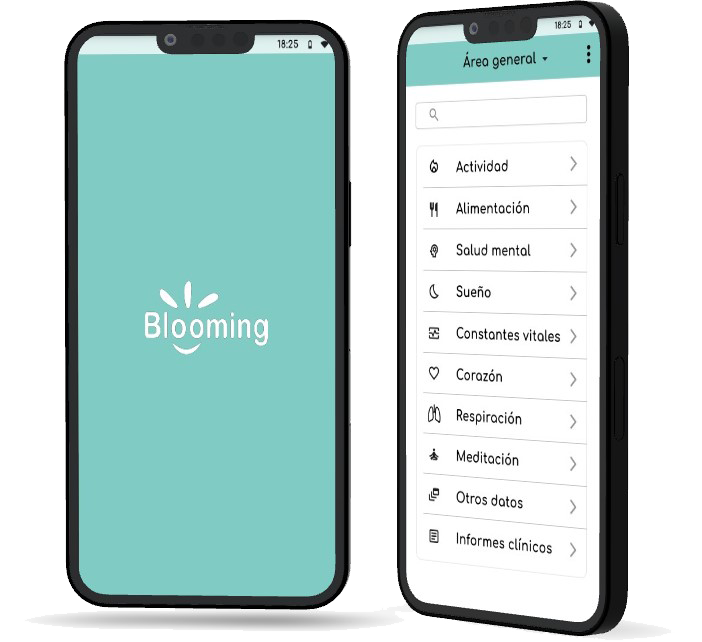 18:25
Blooming
18:25
Área general
Actividad
Alimentación
Salud mental
Sueño
Constantes vitales
Corazón
Respiración
Meditación
Otros datos
Informes clínicos